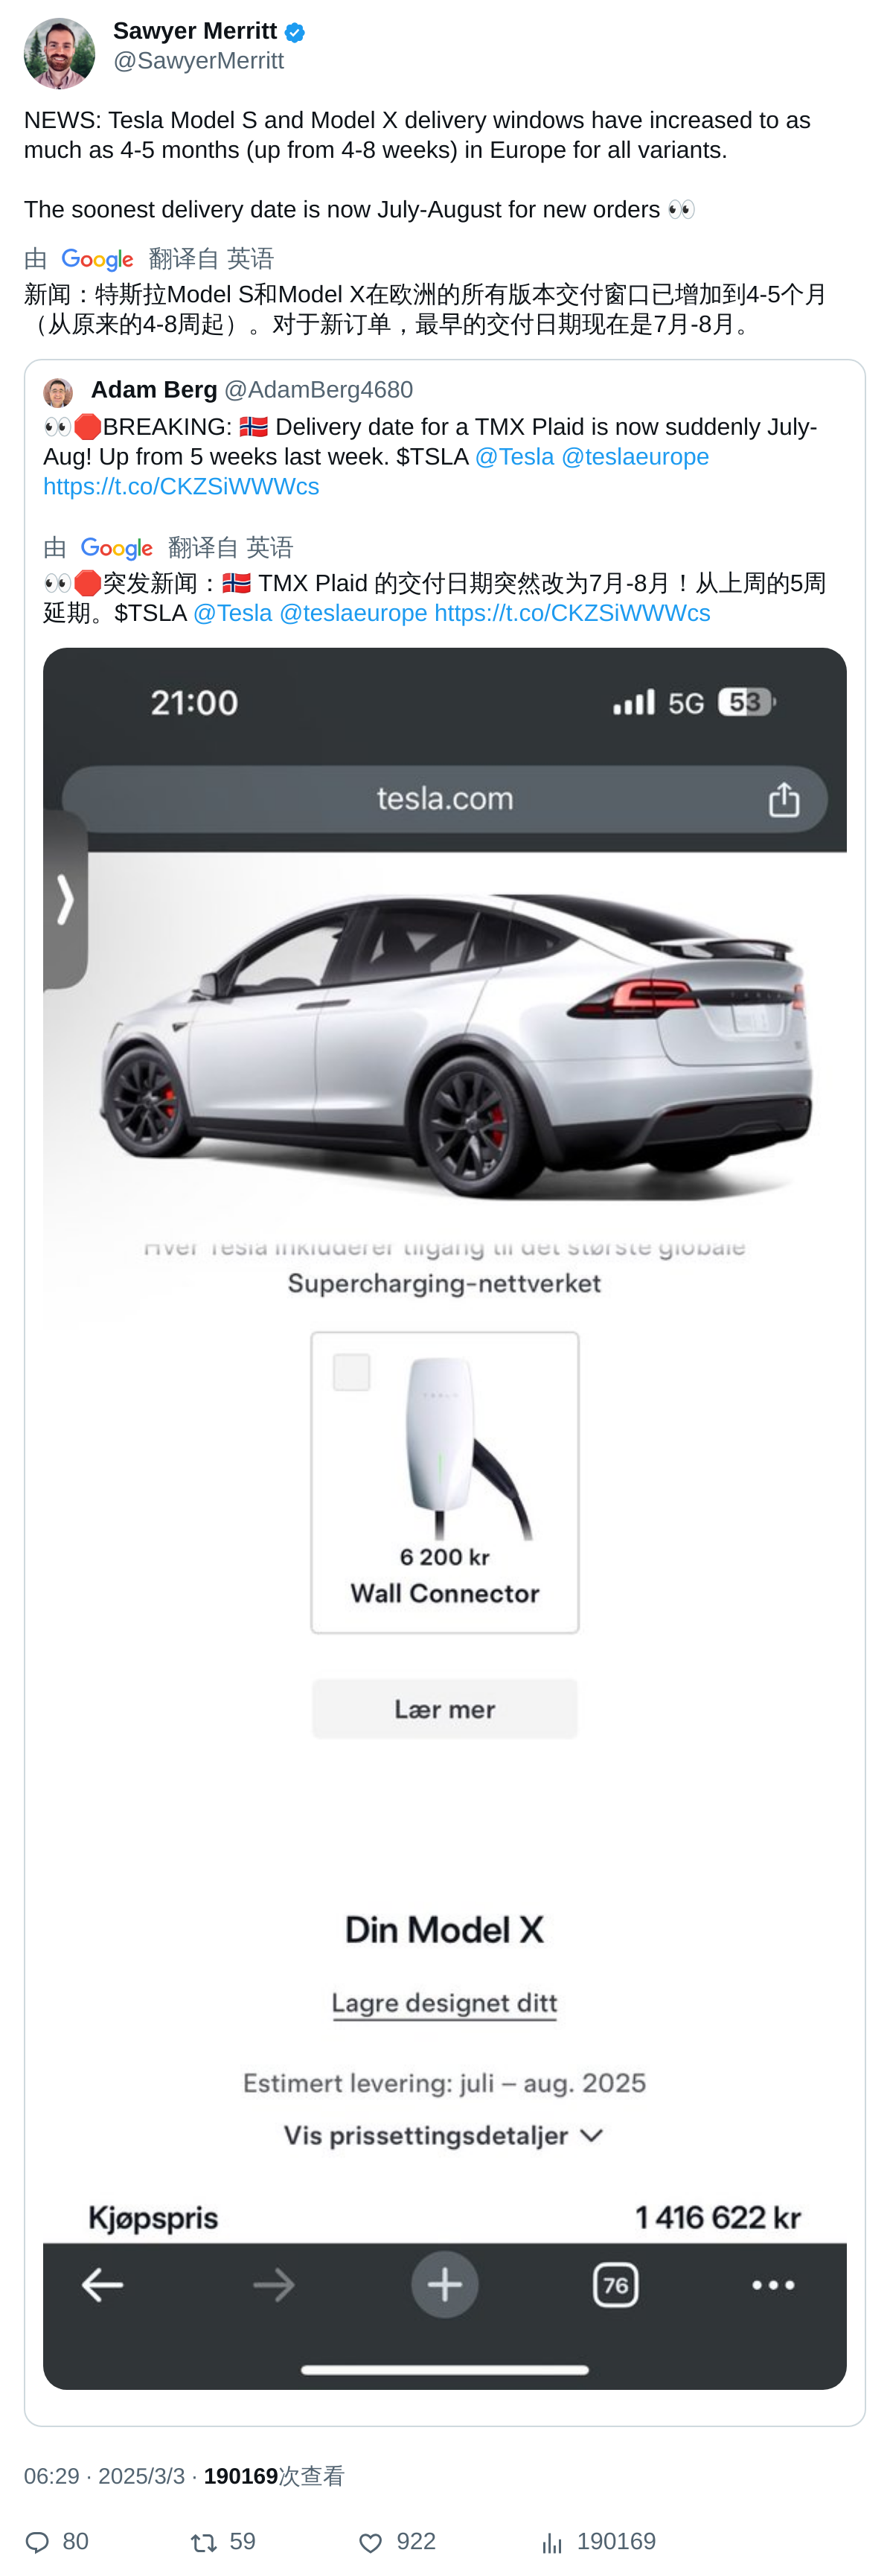 Sawyer Merritt
@SawyerMerritt
NEWS: Tesla Model S and Model X delivery windows have increased to as
much as 4-5 months (up from 4-8 weeks) in Europe for all variants.
The soonest delivery date is now July-August for new orders 👀
由 Google 翻译自 英语
新闻：特斯拉Model S和Model X在欧洲的所有版本交付窗口已增加到4-5个月
（从原来的4-8周起）。对于新订单，最早的交付日期现在是7月-8月。
Adam Berg @AdamBerg4680
👀🛑BREAKING: 🇳🇴 Delivery date for a TMX Plaid is now suddenly July-
Aug! Up from 5 weeks last week. $TSLA @Tesla @teslaeurope
https://t.co/CKZSiWWWcs
由 Google 翻译自 英语
👀🛑突发新闻：🇳🇴 TMX Plaid 的交付日期突然改为7月-8月！从上周的5周
延期。$TSLA @Tesla @teslaeurope https://t.co/CKZSiWWWcs
21:00
5G 53
tesla.com
Hver Tesla inkluderer tilgang til det største globale
Supercharging-nettverket
TESLA
6 200 kr
Wall Connector
Lær mer
Din Model X
Lagre designet ditt
Estimert levering: juli – aug. 2025
Vis prissettingsdetaljer
Kjøpspris 1 416 622 kr
76
06:29 · 2025/3/3 · 190169次查看
80 59 922 190169